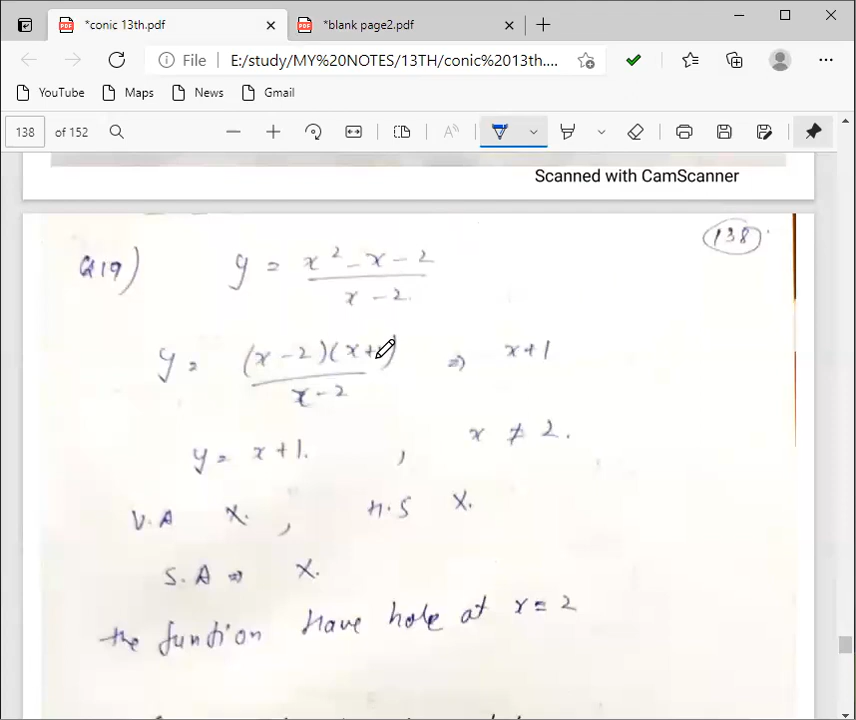 *conic 13th.pdf
*blank page2.pdf
File E:/study/MY%20NOTES/13TH/conic%2013th....
YouTube Maps News Gmail
138 of 152
Scanned with CamScanner
138
Q19) y = x² - x - 2
x - 2
y = (x - 2)(x+1) ⇒ x+1
x - 2
y = x+1. , x ≠ 2.
V.A X. , H.S X.
S.A ⇒ X.
the funtion Have hole at x = 2